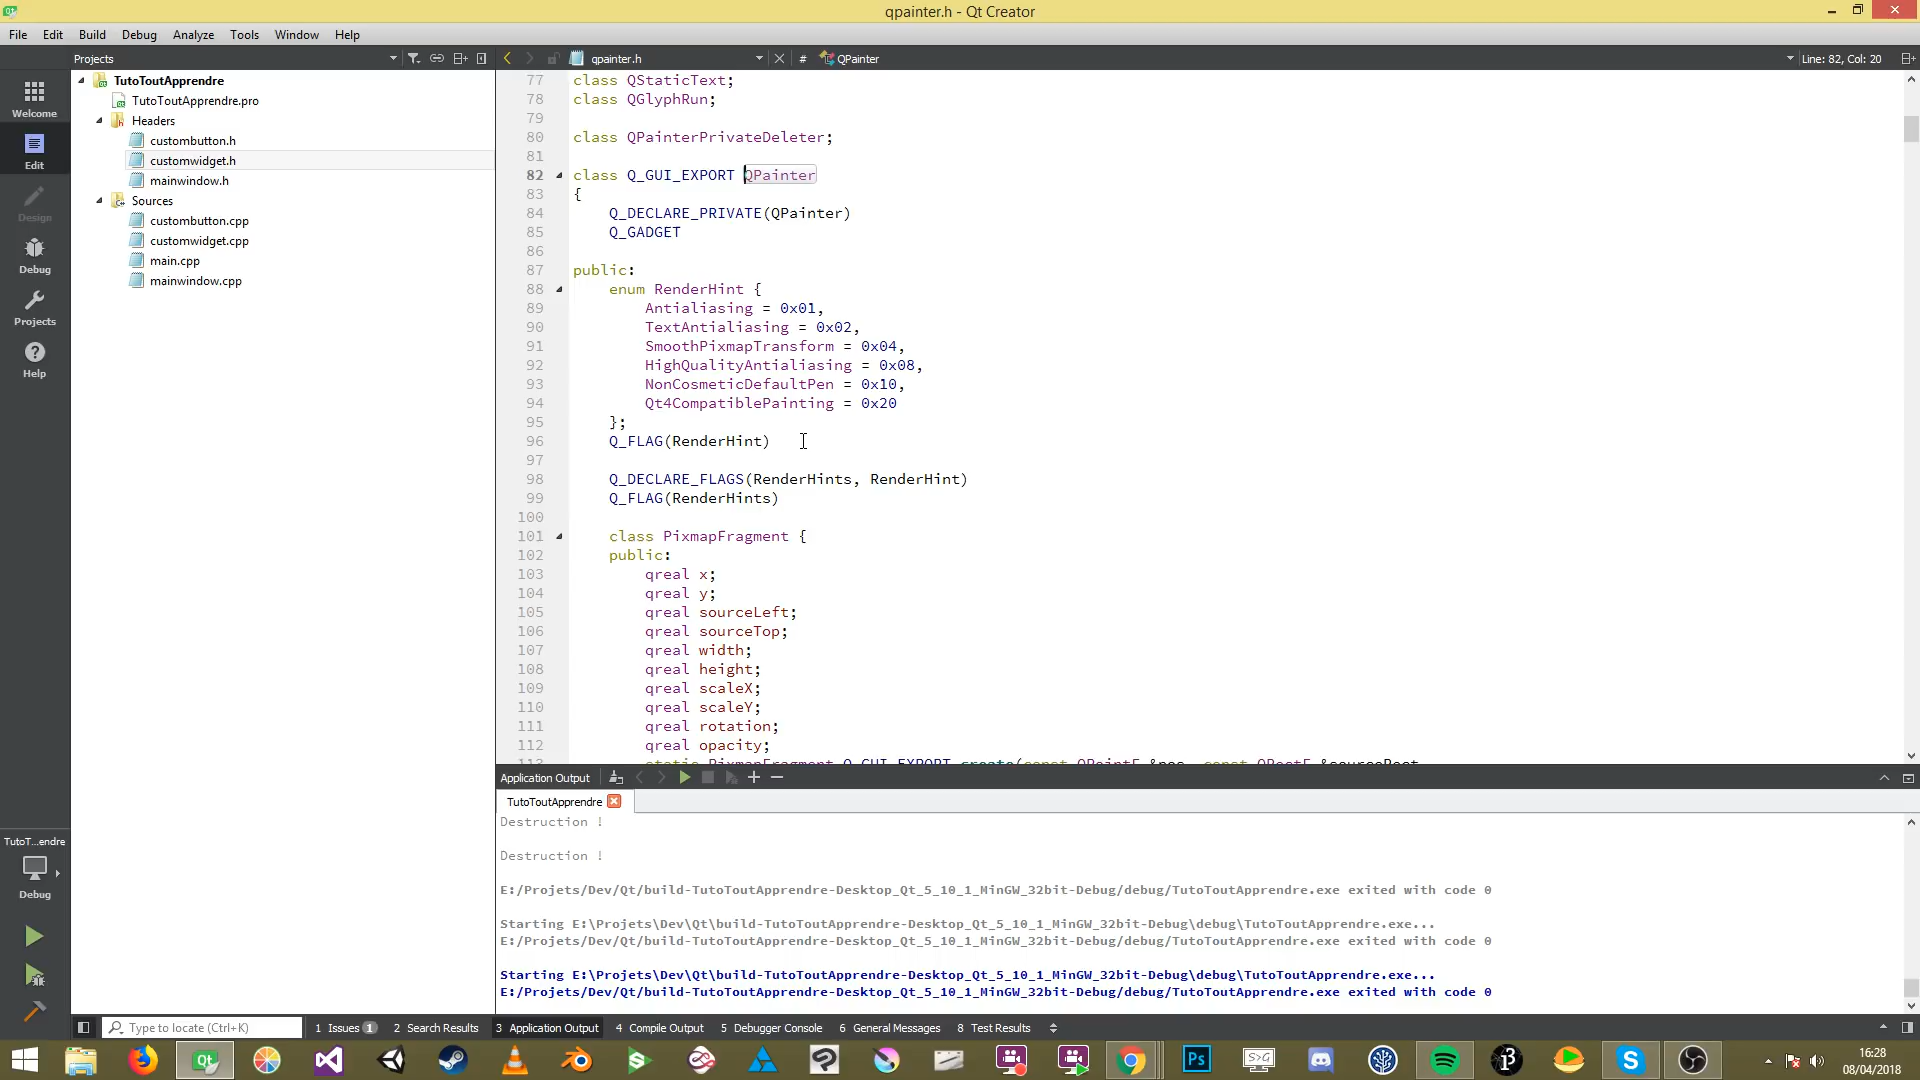 qpainter.h - Qt Creator
File Edit Build Debug Analyze Tools Window Help
Projects
qpainter.h
#
QPainter
Line: 82, Col: 20
Welcome
Edit
Design
Debug
Projects
Help
TutoToutApprendre
TutoToutApprendre.pro
Headers
custombutton.h
customwidget.h
mainwindow.h
Sources
custombutton.cpp
customwidget.cpp
main.cpp
mainwindow.cpp
77 class QStaticText;
78 class QGlyphRun;
79
80 class QPainterPrivateDeleter;
81
82 class Q_GUI_EXPORT QPainter
83 {
84 Q_DECLARE_PRIVATE(QPainter)
85 Q_GADGET
86
87 public:
88 enum RenderHint {
89 Antialiasing = 0x01,
90 TextAntialiasing = 0x02,
91 SmoothPixmapTransform = 0x04,
92 HighQualityAntialiasing = 0x08,
93 NonCosmeticDefaultPen = 0x10,
94 Qt4CompatiblePainting = 0x20
95 };
96 Q_FLAG(RenderHint)
97
98 Q_DECLARE_FLAGS(RenderHints, RenderHint)
99 Q_FLAG(RenderHints)
100
101 class PixmapFragment {
102 public:
103 qreal x;
104 qreal y;
105 qreal sourceLeft;
106 qreal sourceTop;
107 qreal width;
108 qreal height;
109 qreal scaleX;
110 qreal scaleY;
111 qreal rotation;
112 qreal opacity;
113 static PixmapFragment Q_GUI_EXPORT create(const QPointF &pos, const QRectF &sourceRect,
Application Output
TutoToutApprendre
Destruction !
Destruction !
E:/Projets/Dev/Qt/build-TutoToutApprendre-Desktop_Qt_5_10_1_MinGW_32bit-Debug/debug/TutoToutApprendre.exe exited with code 0
Starting E:\Projets\Dev\Qt\build-TutoToutApprendre-Desktop_Qt_5_10_1_MinGW_32bit-Debug\debug\TutoToutApprendre.exe...
E:/Projets/Dev/Qt/build-TutoToutApprendre-Desktop_Qt_5_10_1_MinGW_32bit-Debug/debug/TutoToutApprendre.exe exited with code 0
Starting E:\Projets\Dev\Qt\build-TutoToutApprendre-Desktop_Qt_5_10_1_MinGW_32bit-Debug\debug\TutoToutApprendre.exe...
E:/Projets/Dev/Qt/build-TutoToutApprendre-Desktop_Qt_5_10_1_MinGW_32bit-Debug/debug/TutoToutApprendre.exe exited with code 0
TutoT...endre
Debug
Type to locate (Ctrl+K)
1 Issues 1 2 Search Results 3 Application Output 4 Compile Output 5 Debugger Console 6 General Messages 8 Test Results
16:28
08/04/2018